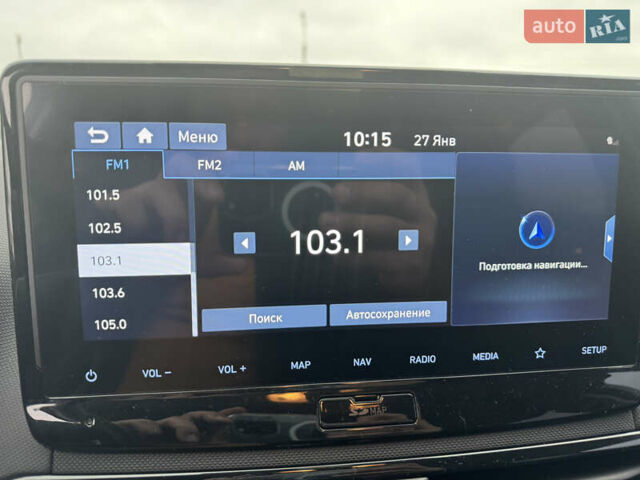 auto RIA
.com
Меню
10:15 27 Янв
FM1 FM2 AM
101.5
102.5
103.1
103.6
105.0
103.1
Поиск
Автосохранение
Подготовка навигации...
VOL − VOL + MAP NAV RADIO MEDIA SETUP
MAP